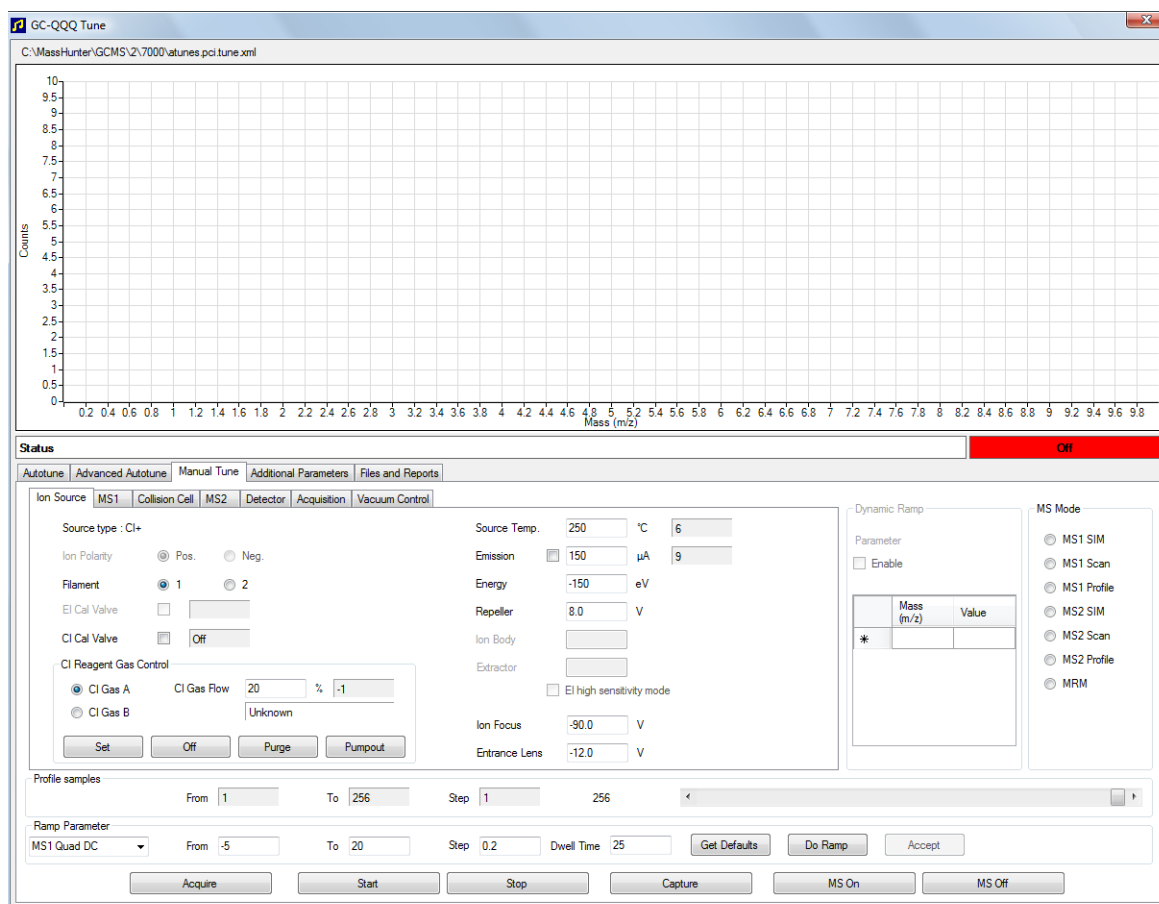 GC-QQQ Tune
C:\MassHunter\GCMS\2\7000\atunes.pci.tune.xml
10
9.5
9
8.5
8
7.5
7
6.5
6
5.5
5
4.5
4
3.5
3
2.5
2
1.5
1
0.5
0
Counts
0.2 0.4 0.6 0.8 1 1.2 1.4 1.6 1.8 2 2.2 2.4 2.6 2.8 3 3.2 3.4 3.6 3.8 4 4.2 4.4 4.6 4.8 5 5.2 5.4 5.6 5.8 6 6.2 6.4 6.6 6.8 7 7.2 7.4 7.6 7.8 8 8.2 8.4 8.6 8.8 9 9.2 9.4 9.6 9.8
Mass (m/z)
Status Off
Autotune Advanced Autotune Manual Tune Additional Parameters Files and Reports
Ion Source MS1 Collision Cell MS2 Detector Acquisition Vacuum Control
Source type : CI+
Ion Polarity Pos. Neg.
Filament 1 2
EI Cal Valve
CI Cal Valve Off
CI Reagent Gas Control
CI Gas A CI Gas Flow 20 % -1
CI Gas B Unknown
Set Off Purge Pumpout
Source Temp. 250 °C 6
Emission 150 µA 9
Energy -150 eV
Repeller 8.0 V
Ion Body
Extractor
EI high sensitivity mode
Ion Focus -90.0 V
Entrance Lens -12.0 V
Dynamic Ramp
Parameter
Enable
Mass (m/z) Value
MS Mode
MS1 SIM
MS1 Scan
MS1 Profile
MS2 SIM
MS2 Scan
MS2 Profile
MRM
Profile samples
From 1 To 256 Step 1 256
Ramp Parameter
MS1 Quad DC From -5 To 20 Step 0.2 Dwell Time 25 Get Defaults Do Ramp Accept
Acquire Start Stop Capture MS On MS Off